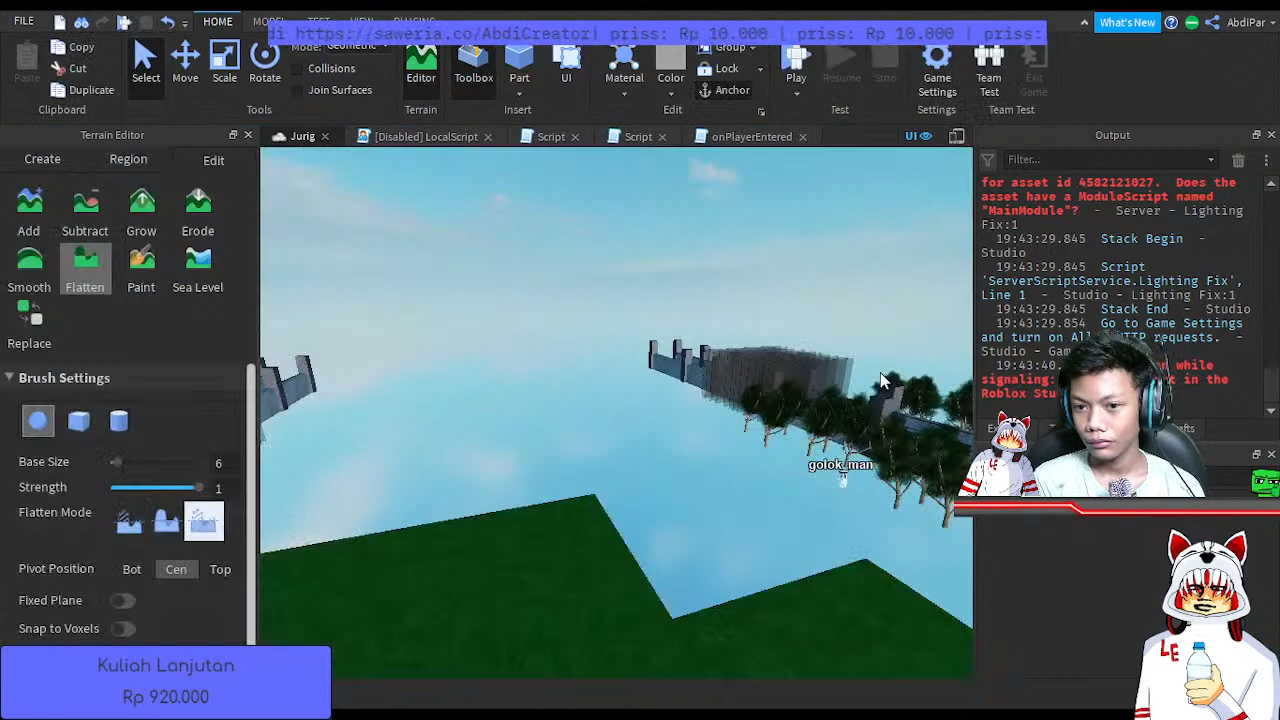 di https://saweria.co/AbdiCreator| priss: Rp 10.000 | priss: Rp 10.000 | priss:
FILE HOME
What's New AbdiPar
Paste Copy Cut Duplicate
Clipboard
Select Move Scale Rotate
Mode: Geometric
Collisions
Join Surfaces
Tools
Editor
Terrain
Toolbox Part UI
Insert
Material Color
Group
Lock
Anchor
Edit
Play Resume
Test
Game Settings
Settings
Team Test
Exit Game
Team Test
Terrain Editor
Jurig
[Disabled] LocalScript
Script
Script
onPlayerEntered
UI
Output
Create Region Edit
Filter...
Add Subtract Grow Erode
Smooth Flatten Paint Sea Level
Replace
for asset id 4582121027. Does the
asset have a ModuleScript named
"MainModule"? - Server - Lighting
Fix:1
19:43:29.845 Stack Begin -
Studio
19:43:29.845 Script
'ServerScriptService.Lighting Fix',
Line 1 - Studio - Lighting Fix:1
19:43:29.845 Stack End - Studio
19:43:29.854 Go to Game Settings
and turn on All HTTP requests. -
Studio
19:43:40. while
signaling: in the
Roblox Stu
Brush Settings
Base Size 6
Strength 1
Flatten Mode
Pivot Position Bot Cen Top
Fixed Plane
Snap to Voxels
golok_man
LE
LE
Kuliah Lanjutan
Rp 920.000